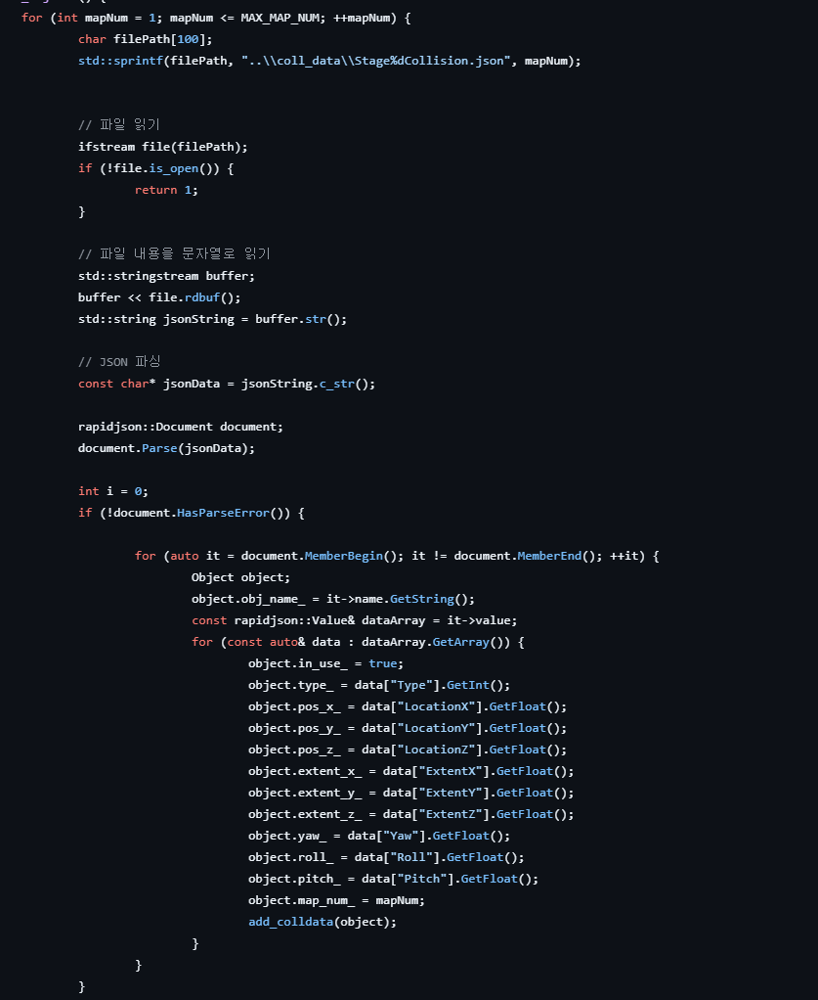 for (int mapNum = 1; mapNum <= MAX_MAP_NUM; ++mapNum) {
char filePath[100];
std::sprintf(filePath, "..\\coll_data\\Stage%dCollision.json", mapNum);
// 파일 읽기
ifstream file(filePath);
if (!file.is_open()) {
return 1;
}
// 파일 내용을 문자열로 읽기
std::stringstream buffer;
buffer << file.rdbuf();
std::string jsonString = buffer.str();
// JSON 파싱
const char* jsonData = jsonString.c_str();
rapidjson::Document document;
document.Parse(jsonData);
int i = 0;
if (!document.HasParseError()) {
for (auto it = document.MemberBegin(); it != document.MemberEnd(); ++it) {
Object object;
object.obj_name_ = it->name.GetString();
const rapidjson::Value& dataArray = it->value;
for (const auto& data : dataArray.GetArray()) {
object.in_use_ = true;
object.type_ = data["Type"].GetInt();
object.pos_x_ = data["LocationX"].GetFloat();
object.pos_y_ = data["LocationY"].GetFloat();
object.pos_z_ = data["LocationZ"].GetFloat();
object.extent_x_ = data["ExtentX"].GetFloat();
object.extent_y_ = data["ExtentY"].GetFloat();
object.extent_z_ = data["ExtentZ"].GetFloat();
object.yaw_ = data["Yaw"].GetFloat();
object.roll_ = data["Roll"].GetFloat();
object.pitch_ = data["Pitch"].GetFloat();
object.map_num_ = mapNum;
add_colldata(object);
}
}
}